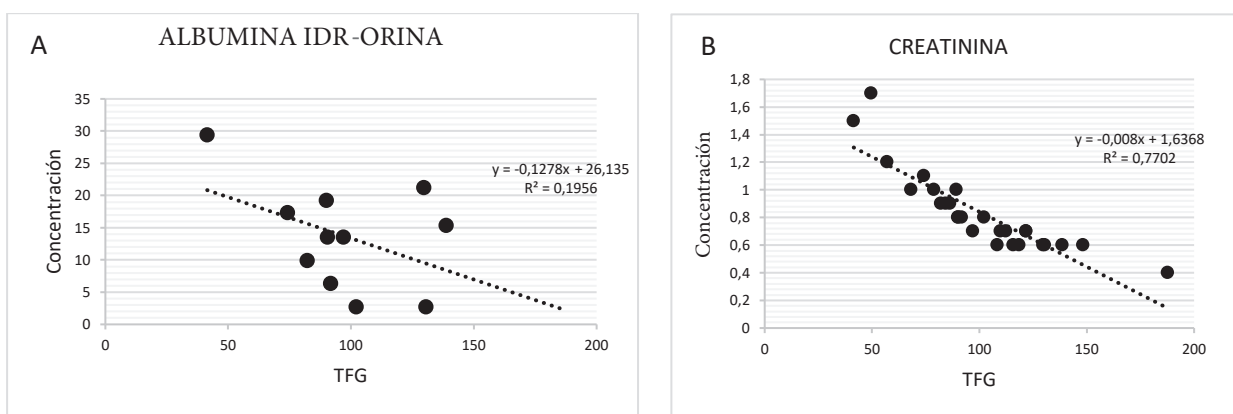 A
ALBUMINA IDR-ORINA
Concentración
35
30
25
20
15
10
5
0
y = -0,1278x + 26,135
R² = 0,1956
0 50 100 150 200
TFG
B
CREATININA
Concentración
1,8
1,6
1,4
1,2
1
0,8
0,6
0,4
0,2
0
y = -0,008x + 1,6368
R² = 0,7702
0 50 100 150 200
TFG